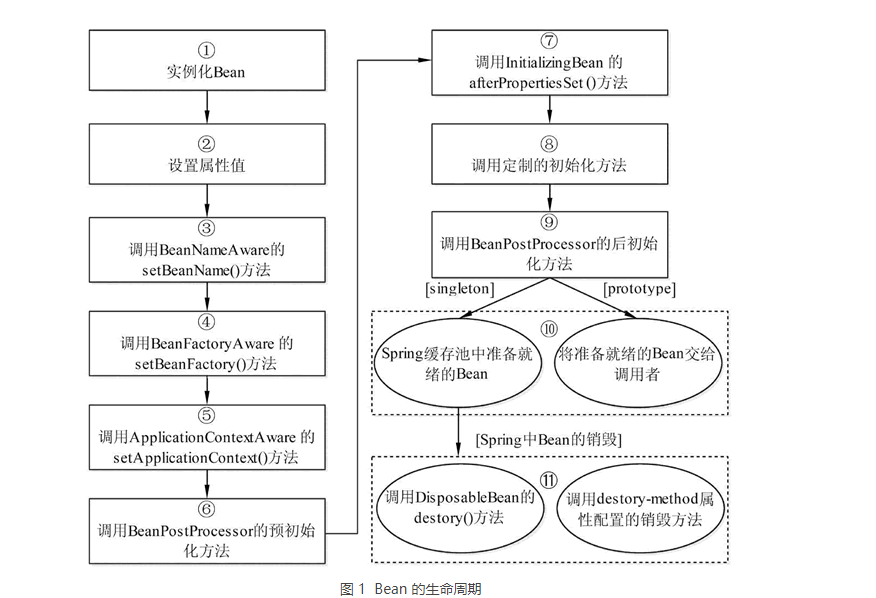 ①
实例化Bean
②
设置属性值
③
调用BeanNameAware的
setBeanName()方法
④
调用BeanFactoryAware 的
setBeanFactory()方法
⑤
调用ApplicationContextAware 的
setApplicationContext()方法
⑥
调用BeanPostProcessor的预初始
化方法
⑦
调用InitializingBean 的
afterPropertiesSet ()方法
⑧
调用定制的初始化方法
⑨
调用BeanPostProcessor的后初始
化方法
[singleton]
[prototype]
⑩
Spring缓存池中准备就
绪的Bean
将准备就绪的Bean交给
调用者
[Spring中Bean的销毁]
⑪
调用DisposableBean的
destory()方法
调用destory-method属
性配置的销毁方法
图 1 Bean 的生命周期